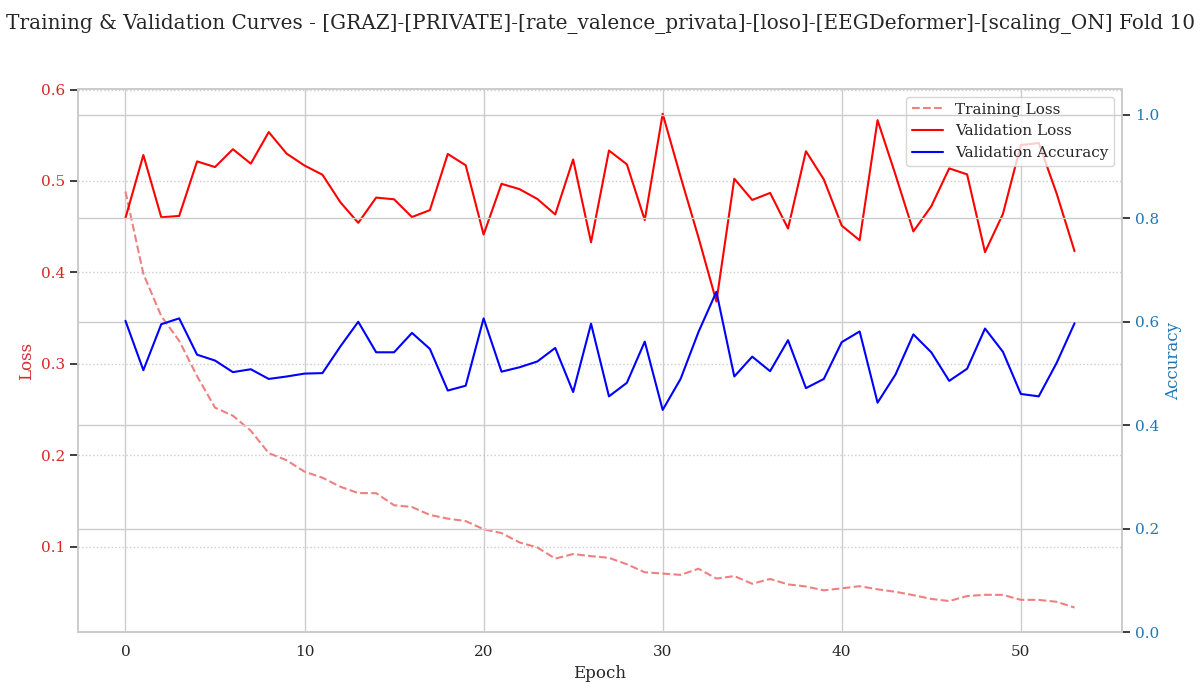 Training & Validation Curves - [GRAZ]-[PRIVATE]-[rate_valence_privata]-[loso]-[EEGDeformer]-[scaling_ON] Fold 10
Training Loss
Validation Loss
Validation Accuracy
0.6
0.5
0.4
0.3
0.2
0.1
Loss
1.0
0.8
0.6
0.4
0.2
0.0
Accuracy
0 10 20 30 40 50
Epoch